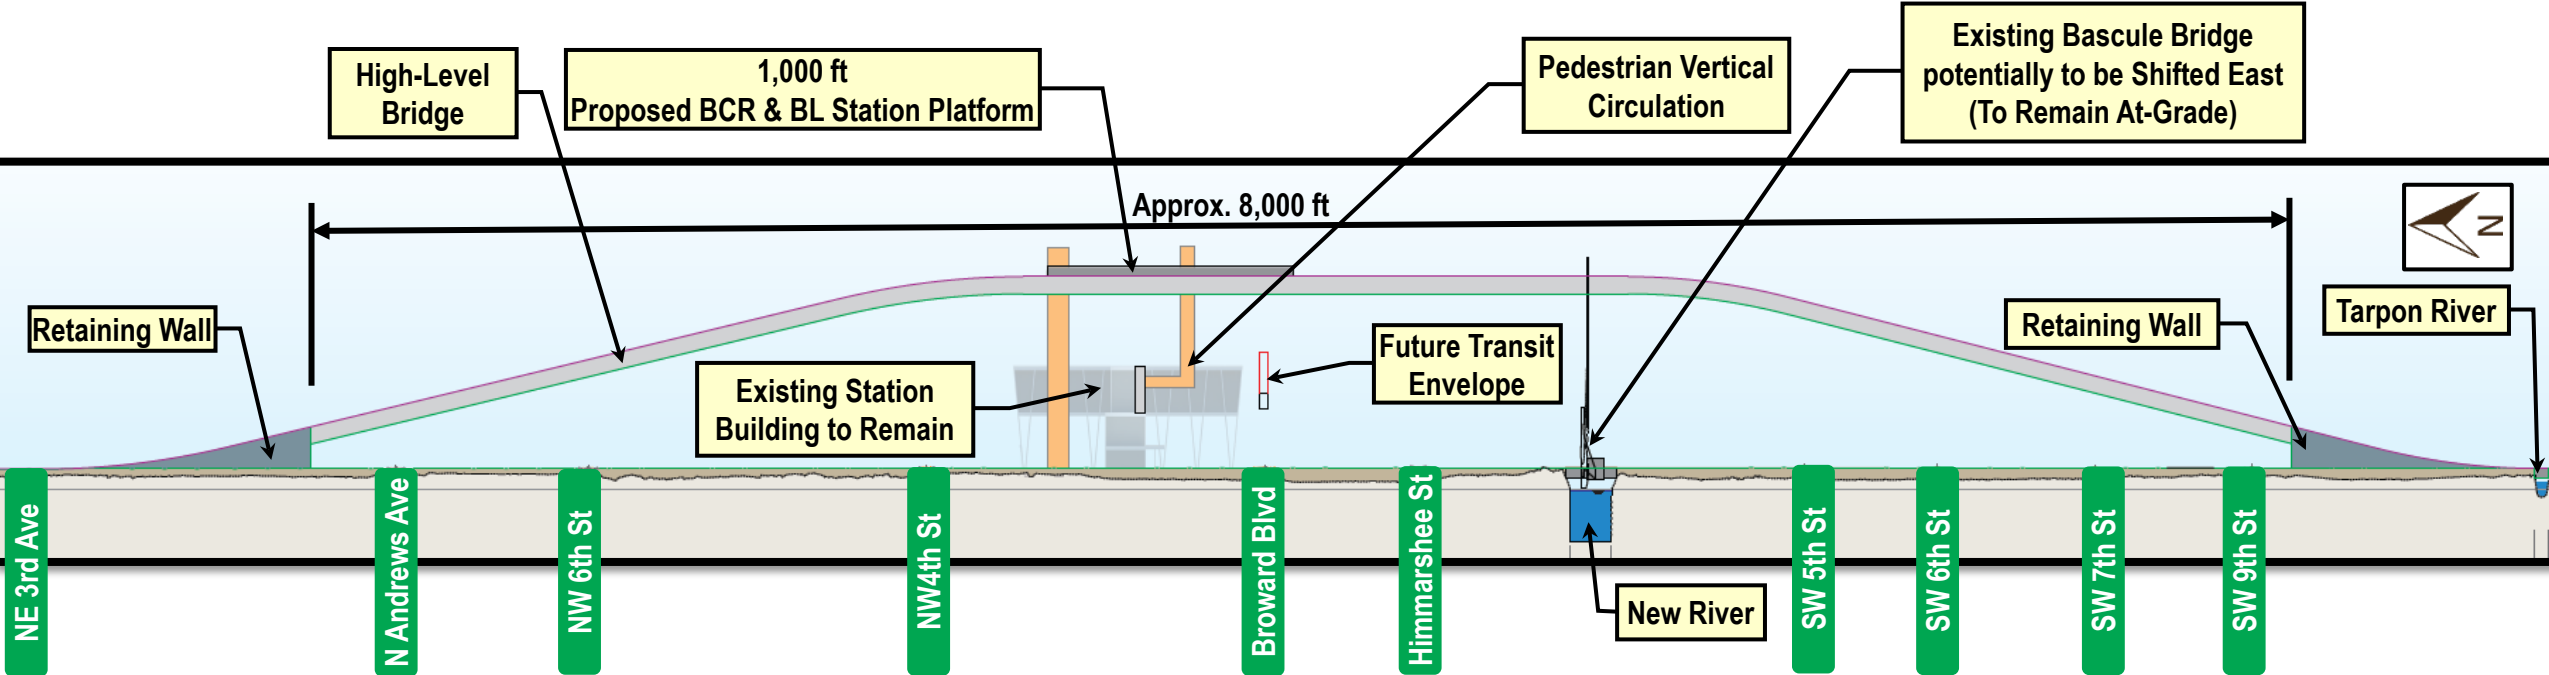 High-Level
Bridge
1,000 ft
Proposed BCR & BL Station Platform
Pedestrian Vertical
Circulation
Existing Bascule Bridge
potentially to be Shifted East
(To Remain At-Grade)
Approx. 8,000 ft
N
Retaining Wall
Existing Station
Building to Remain
Future Transit
Envelope
Retaining Wall
Tarpon River
NE 3rd Ave
N Andrews Ave
NW 6th St
NW4th St
Broward Blvd
Himmarshee St
New River
SW 5th St
SW 6th St
SW 7th St
SW 9th St